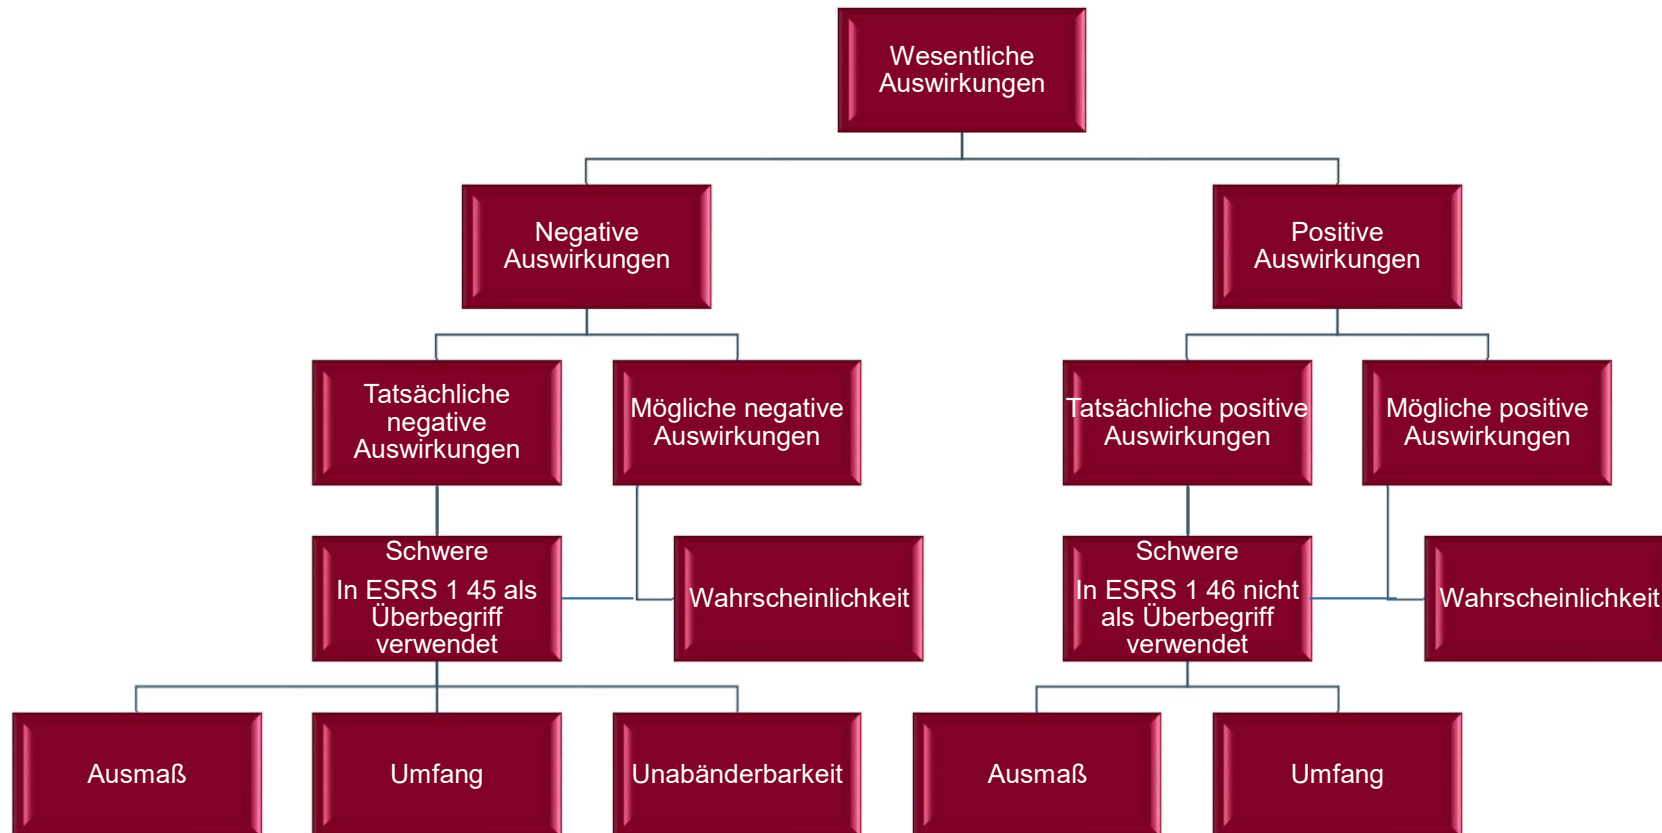 Wesentliche
Auswirkungen
Negative
Auswirkungen
Positive
Auswirkungen
Tatsächliche
negative
Auswirkungen
Mögliche negative
Auswirkungen
Tatsächliche positive
Auswirkungen
Mögliche positive
Auswirkungen
Schwere
In ESRS 1 45 als
Überbegriff
verwendet
Wahrscheinlichkeit
Schwere
In ESRS 1 46 nicht
als Überbegriff
verwendet
Wahrscheinlichkeit
Ausmaß
Umfang
Unabänderbarkeit
Ausmaß
Umfang